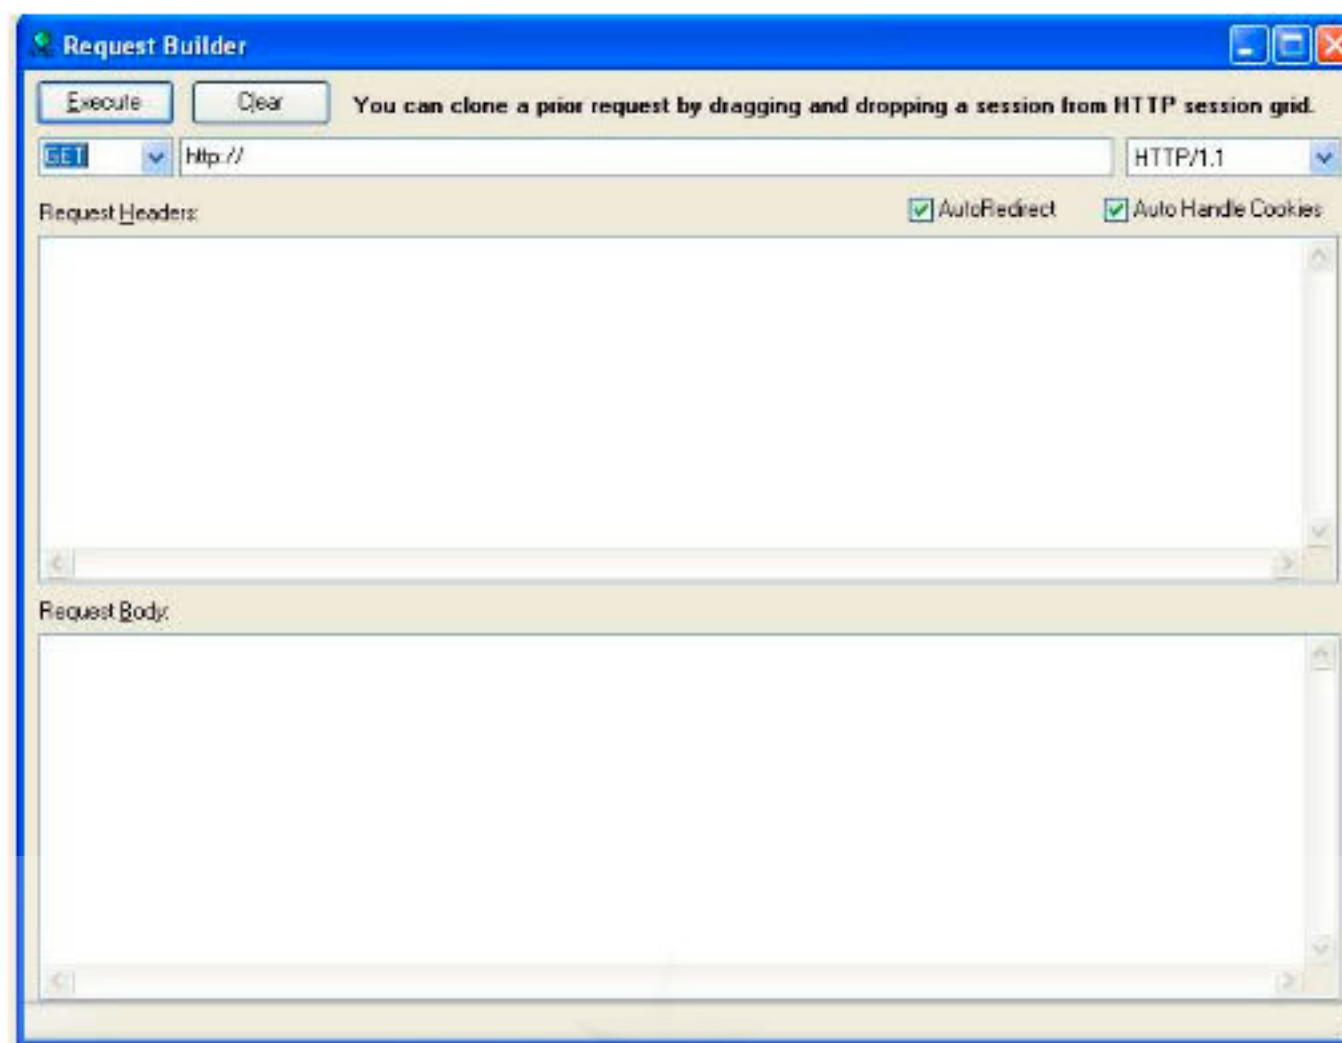 Request Builder
Execute Clear You can clone a prior request by dragging and dropping a session from HTTP session grid.
GET http:// HTTP/1.1
Request Headers: AutoRedirect Auto Handle Cookies
Request Body: